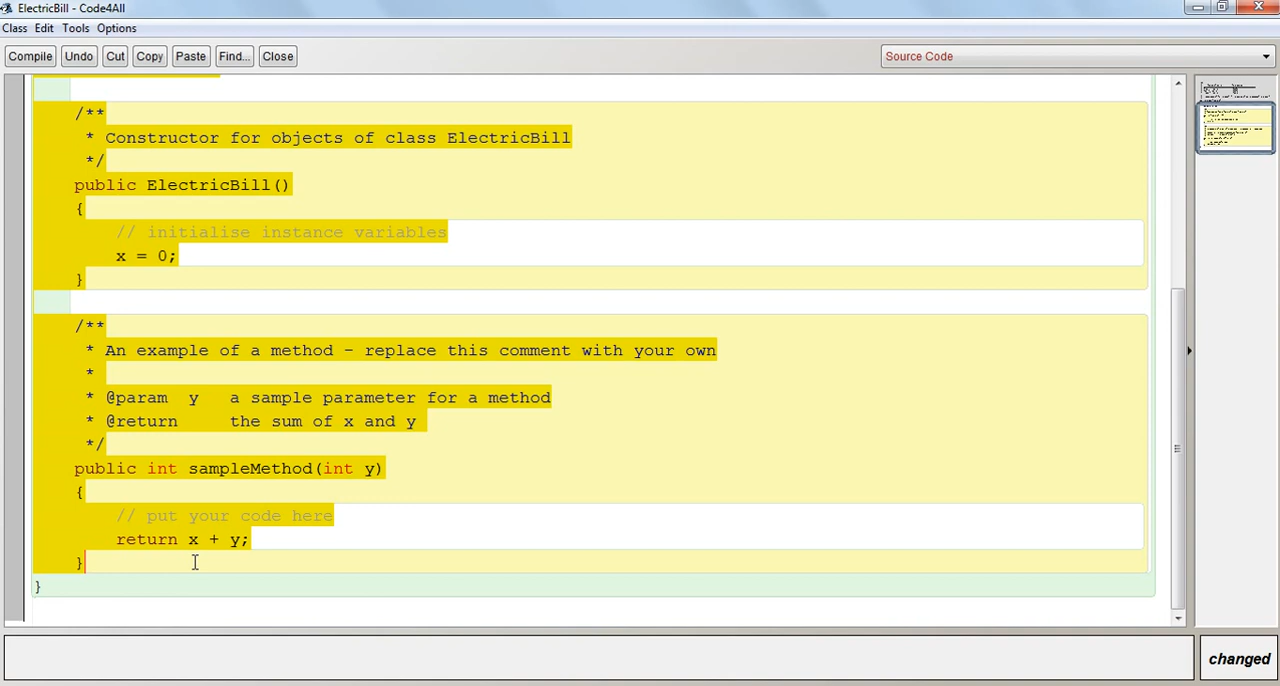 ElectricBill - Code4All
Class Edit Tools Options
Compile Undo Cut Copy Paste Find... Close Source Code
/**
* Constructor for objects of class ElectricBill
*/
public ElectricBill()
{
// initialise instance variables
x = 0;
}
/**
* An example of a method – replace this comment with your own
*
* @param y a sample parameter for a method
* @return the sum of x and y
*/
public int sampleMethod(int y)
{
// put your code here
return x + y;
}
}
changed